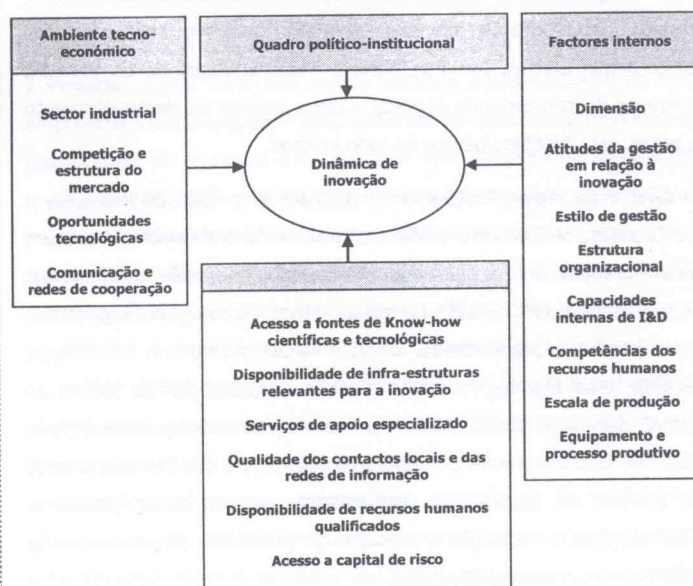 Ambiente tecno-
económico
Sector industrial
Competição e
estrutura do
mercado
Oportunidades
tecnológicas
Comunicação e
redes de cooperação
Quadro político-institucional
Dinâmica de
inovação
Acesso a fontes de Know-how
científicas e tecnológicas
Disponibilidade de infra-estruturas
relevantes para a inovação
Serviços de apoio especializado
Qualidade dos contactos locais e das
redes de informação
Disponibilidade de recursos humanos
qualificados
Acesso a capital de risco
Factores internos
Dimensão
Atitudes da gestão
em relação à
inovação
Estilo de gestão
Estrutura
organizacional
Capacidades
internas de I&D
Competências dos
recursos humanos
Escala de produção
Equipamento e
processo produtivo